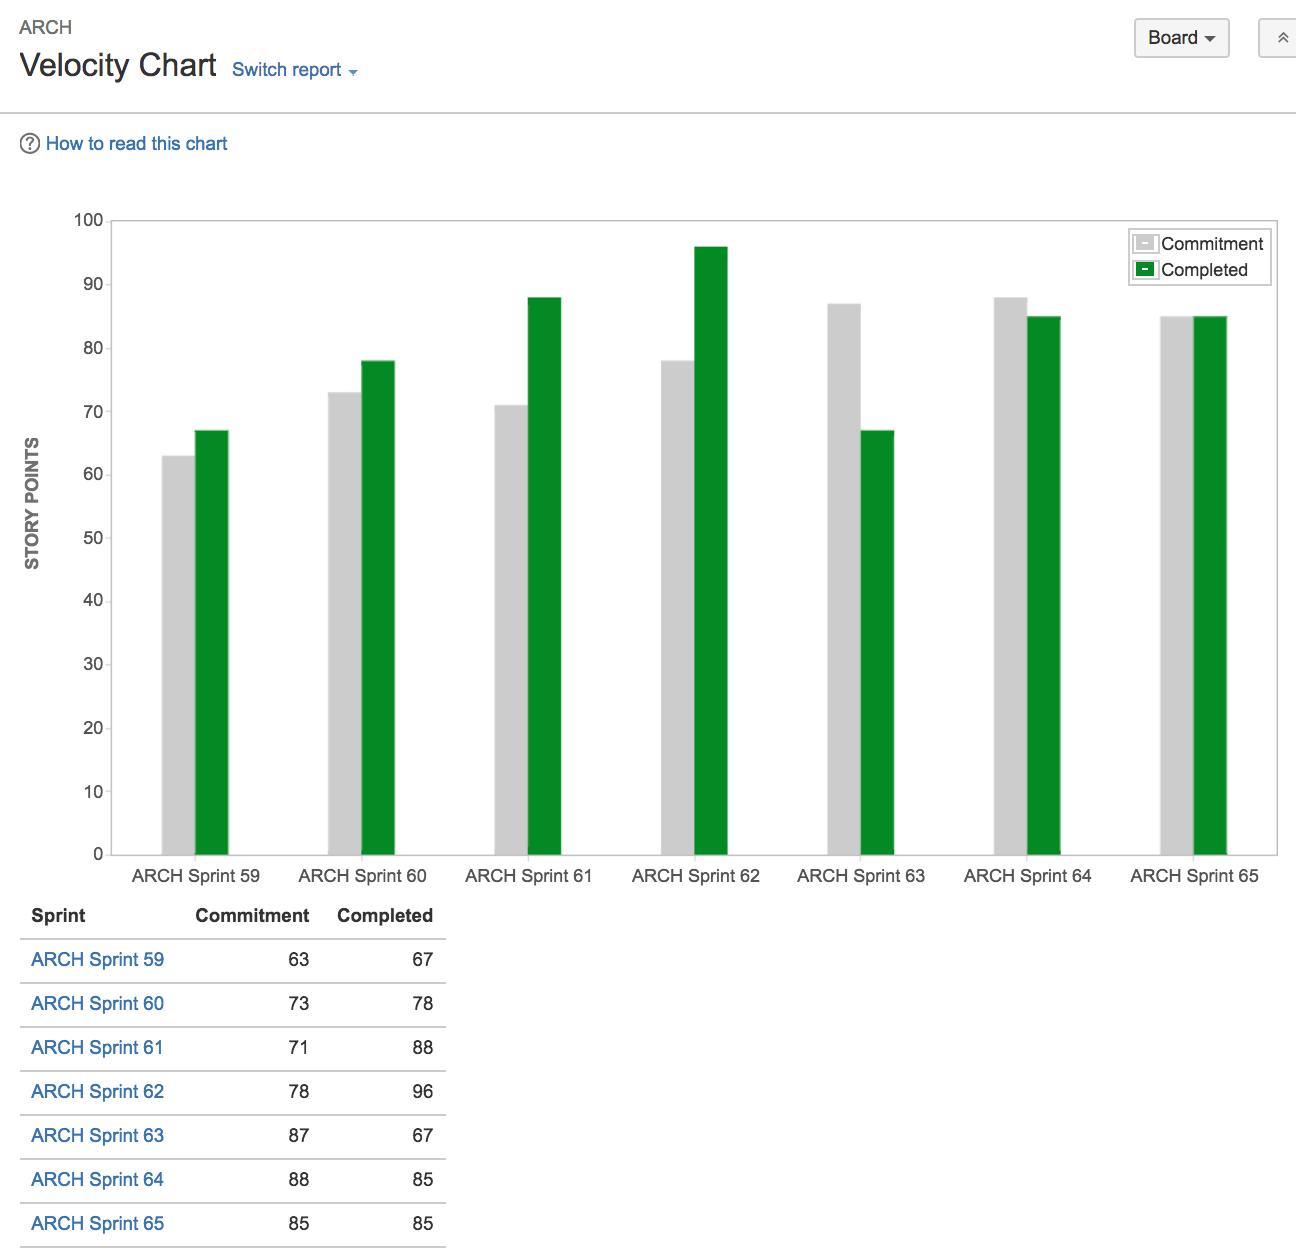 ARCH
Velocity Chart Switch report
Board
How to read this chart
100
90
80
70
60
50
40
30
20
10
0
STORY POINTS
Commitment
Completed
ARCH Sprint 59 ARCH Sprint 60 ARCH Sprint 61 ARCH Sprint 62 ARCH Sprint 63 ARCH Sprint 64 ARCH Sprint 65
Sprint Commitment Completed
ARCH Sprint 59 63 67
ARCH Sprint 60 73 78
ARCH Sprint 61 71 88
ARCH Sprint 62 78 96
ARCH Sprint 63 87 67
ARCH Sprint 64 88 85
ARCH Sprint 65 85 85